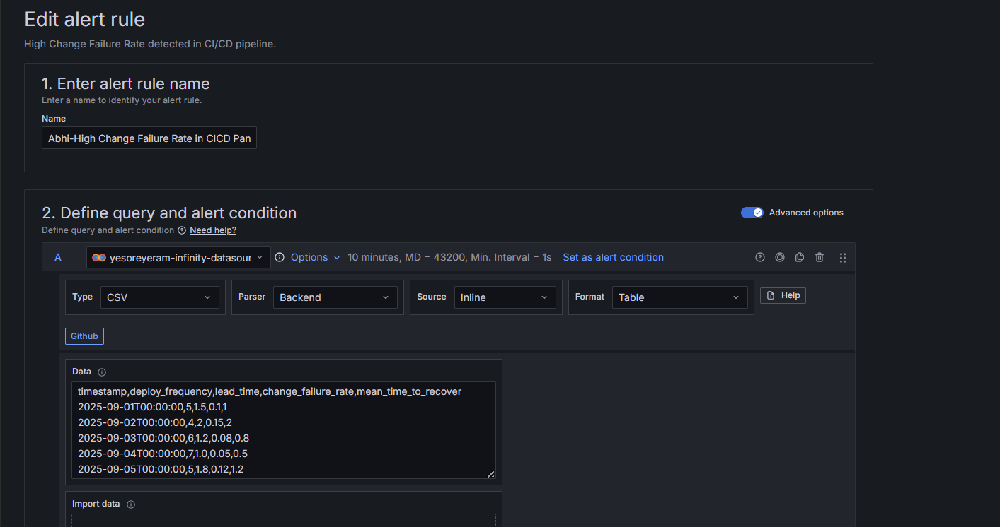 Edit alert rule
High Change Failure Rate detected in CI/CD pipeline.
1. Enter alert rule name
Enter a name to identify your alert rule.
Name
Abhi-High Change Failure Rate in CICD Pan
2. Define query and alert condition
Advanced options
Define query and alert condition Need help?
A yesoreyeram-infinity-datasour Options 10 minutes, MD = 43200, Min. Interval = 1s Set as alert condition
Type CSV Parser Backend Source Inline Format Table Help
Github
Data
timestamp,deploy_frequency,lead_time,change_failure_rate,mean_time_to_recover
2025-09-01T00:00:00,5,1.5,0.1,1
2025-09-02T00:00:00,4,2,0.15,2
2025-09-03T00:00:00,6,1.2,0.08,0.8
2025-09-04T00:00:00,7,1.0,0.05,0.5
2025-09-05T00:00:00,5,1.8,0.12,1.2
Import data